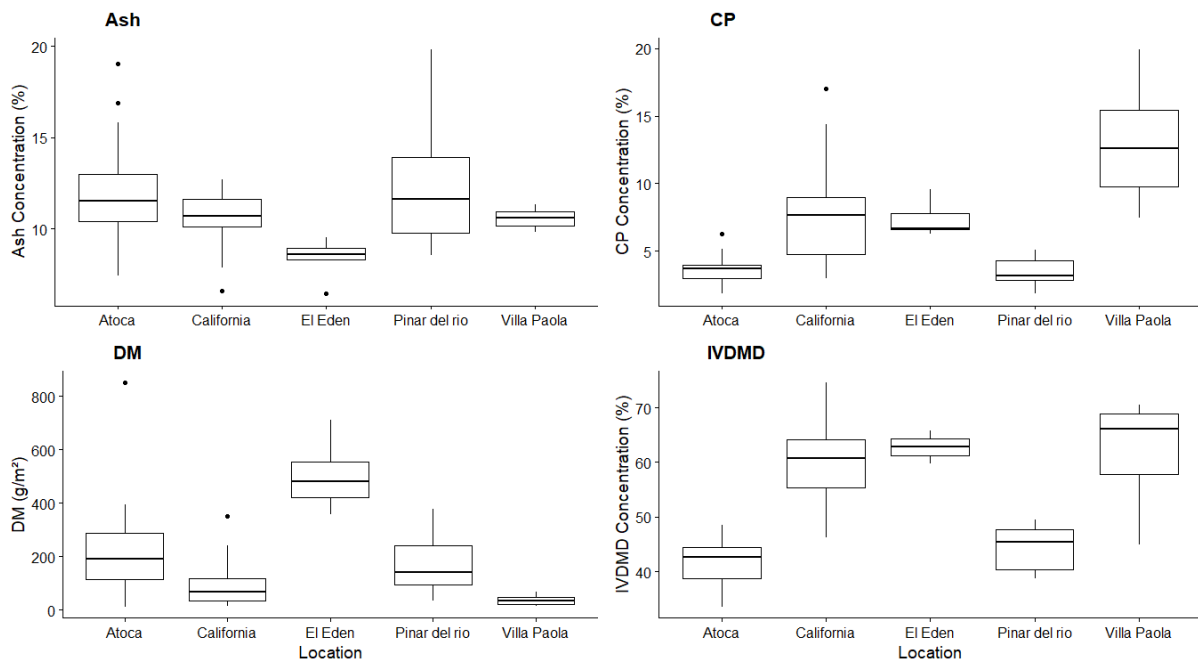 Ash
Ash Concentration (%)
20
15
10
Atoca California El Eden Pinar del rio Villa Paola
CP
CP Concentration (%)
20
15
10
5
Atoca California El Eden Pinar del rio Villa Paola
DM
DM (g/m²)
800
600
400
200
0
Atoca California El Eden Pinar del rio Villa Paola
Location
IVDMD
IVDMD Concentration (%)
70
60
50
40
Atoca California El Eden Pinar del rio Villa Paola
Location